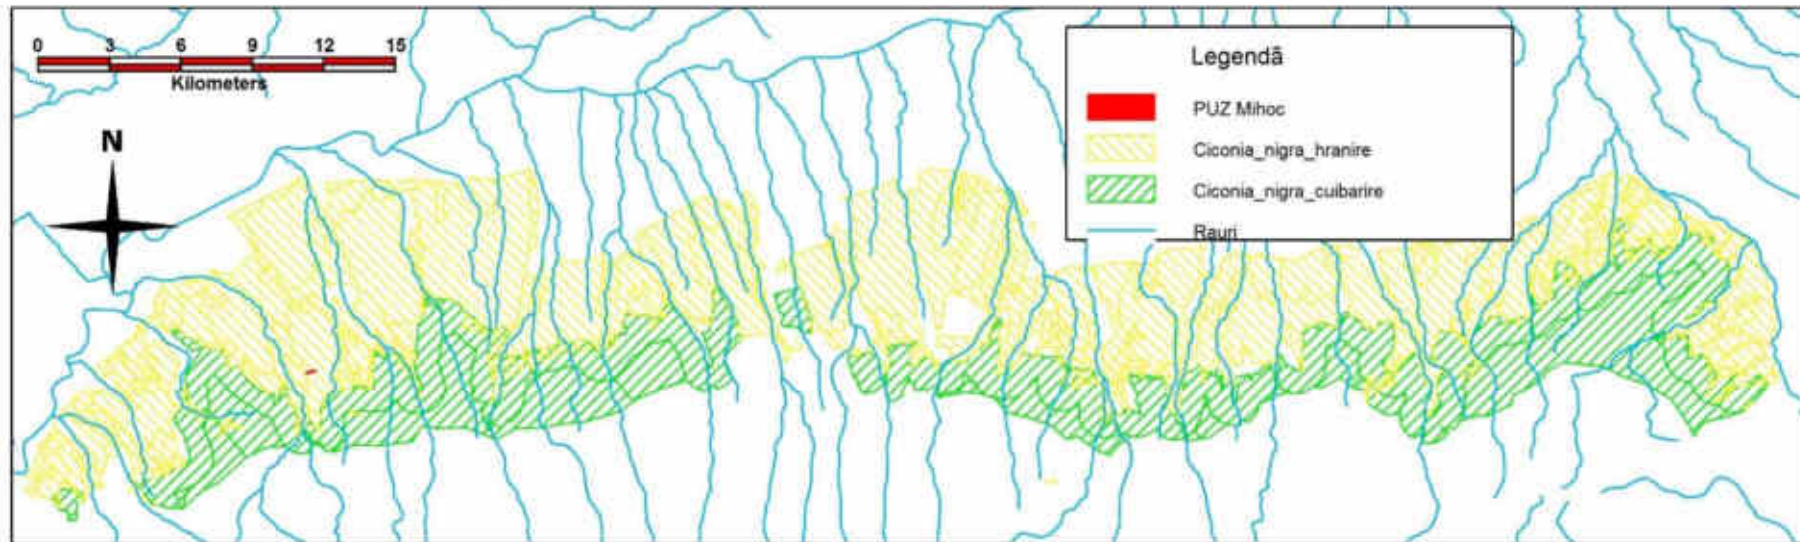 0 3 6 9 12 15
Kilometers
N
Legendă
PUZ Mihoc
Ciconia_nigra_hranire
Ciconia_nigra_cuibarire
Rauri